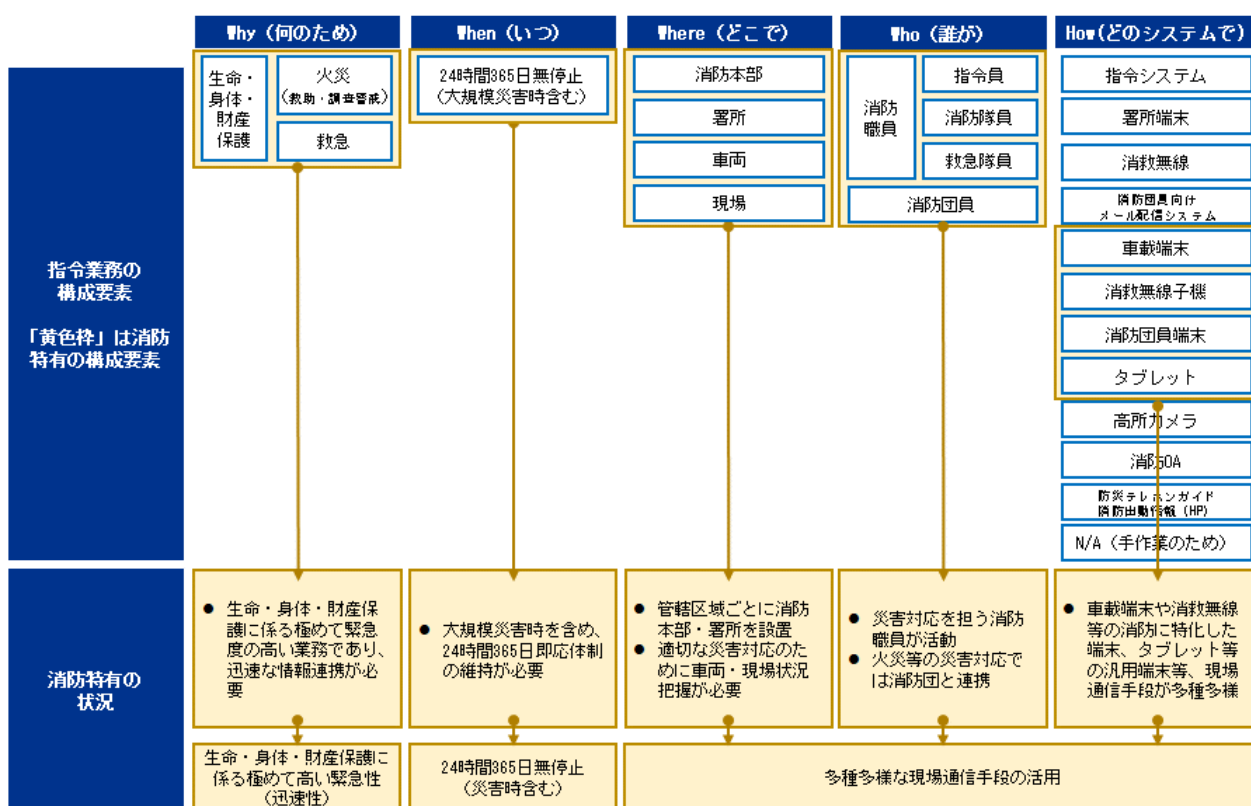 Why（何のため）
When（いつ）
Where（どこで）
Who（誰が）
How(どのシステムで)
指令業務の
構成要素
「黄色枠」は消防
特有の構成要素
生命・
身体・
財産
保護
火災
（救助・調査警戒）
救急
24時間365日無停止
（大規模災害時含む）
消防本部
署所
車両
現場
消防
職員
指令員
消防隊員
救急隊員
消防団員
指令システム
署所端末
消救無線
消防団員向け
メール配信システム
車載端末
消救無線子機
消防団員端末
タブレット
高所カメラ
消防OA
防災テレホンガイド
消防出動情報（HP）
N/A（手作業のため）
消防特有の
状況
● 生命・身体・財産保
護に係る極めて緊急
度の高い業務であり、
迅速な情報連携が必
要
● 大規模災害時を含め、
24時間365日即応体制
の維持が必要
● 管轄区域ごとに消防
本部・署所を設置
● 適切な災害対応のた
めに車両・現場状況
把握が必要
● 災害対応を担う消防
職員が活動
● 火災等の災害対応で
は消防団と連携
● 車載端末や消救無線
等の消防に特化した
端末、タブレット等
の汎用端末等、現場
通信手段が多種多様
生命・身体・財産保護に
係る極めて高い緊急性
（迅速性）
24時間365日無停止
（災害時含む）
多種多様な現場通信手段の活用